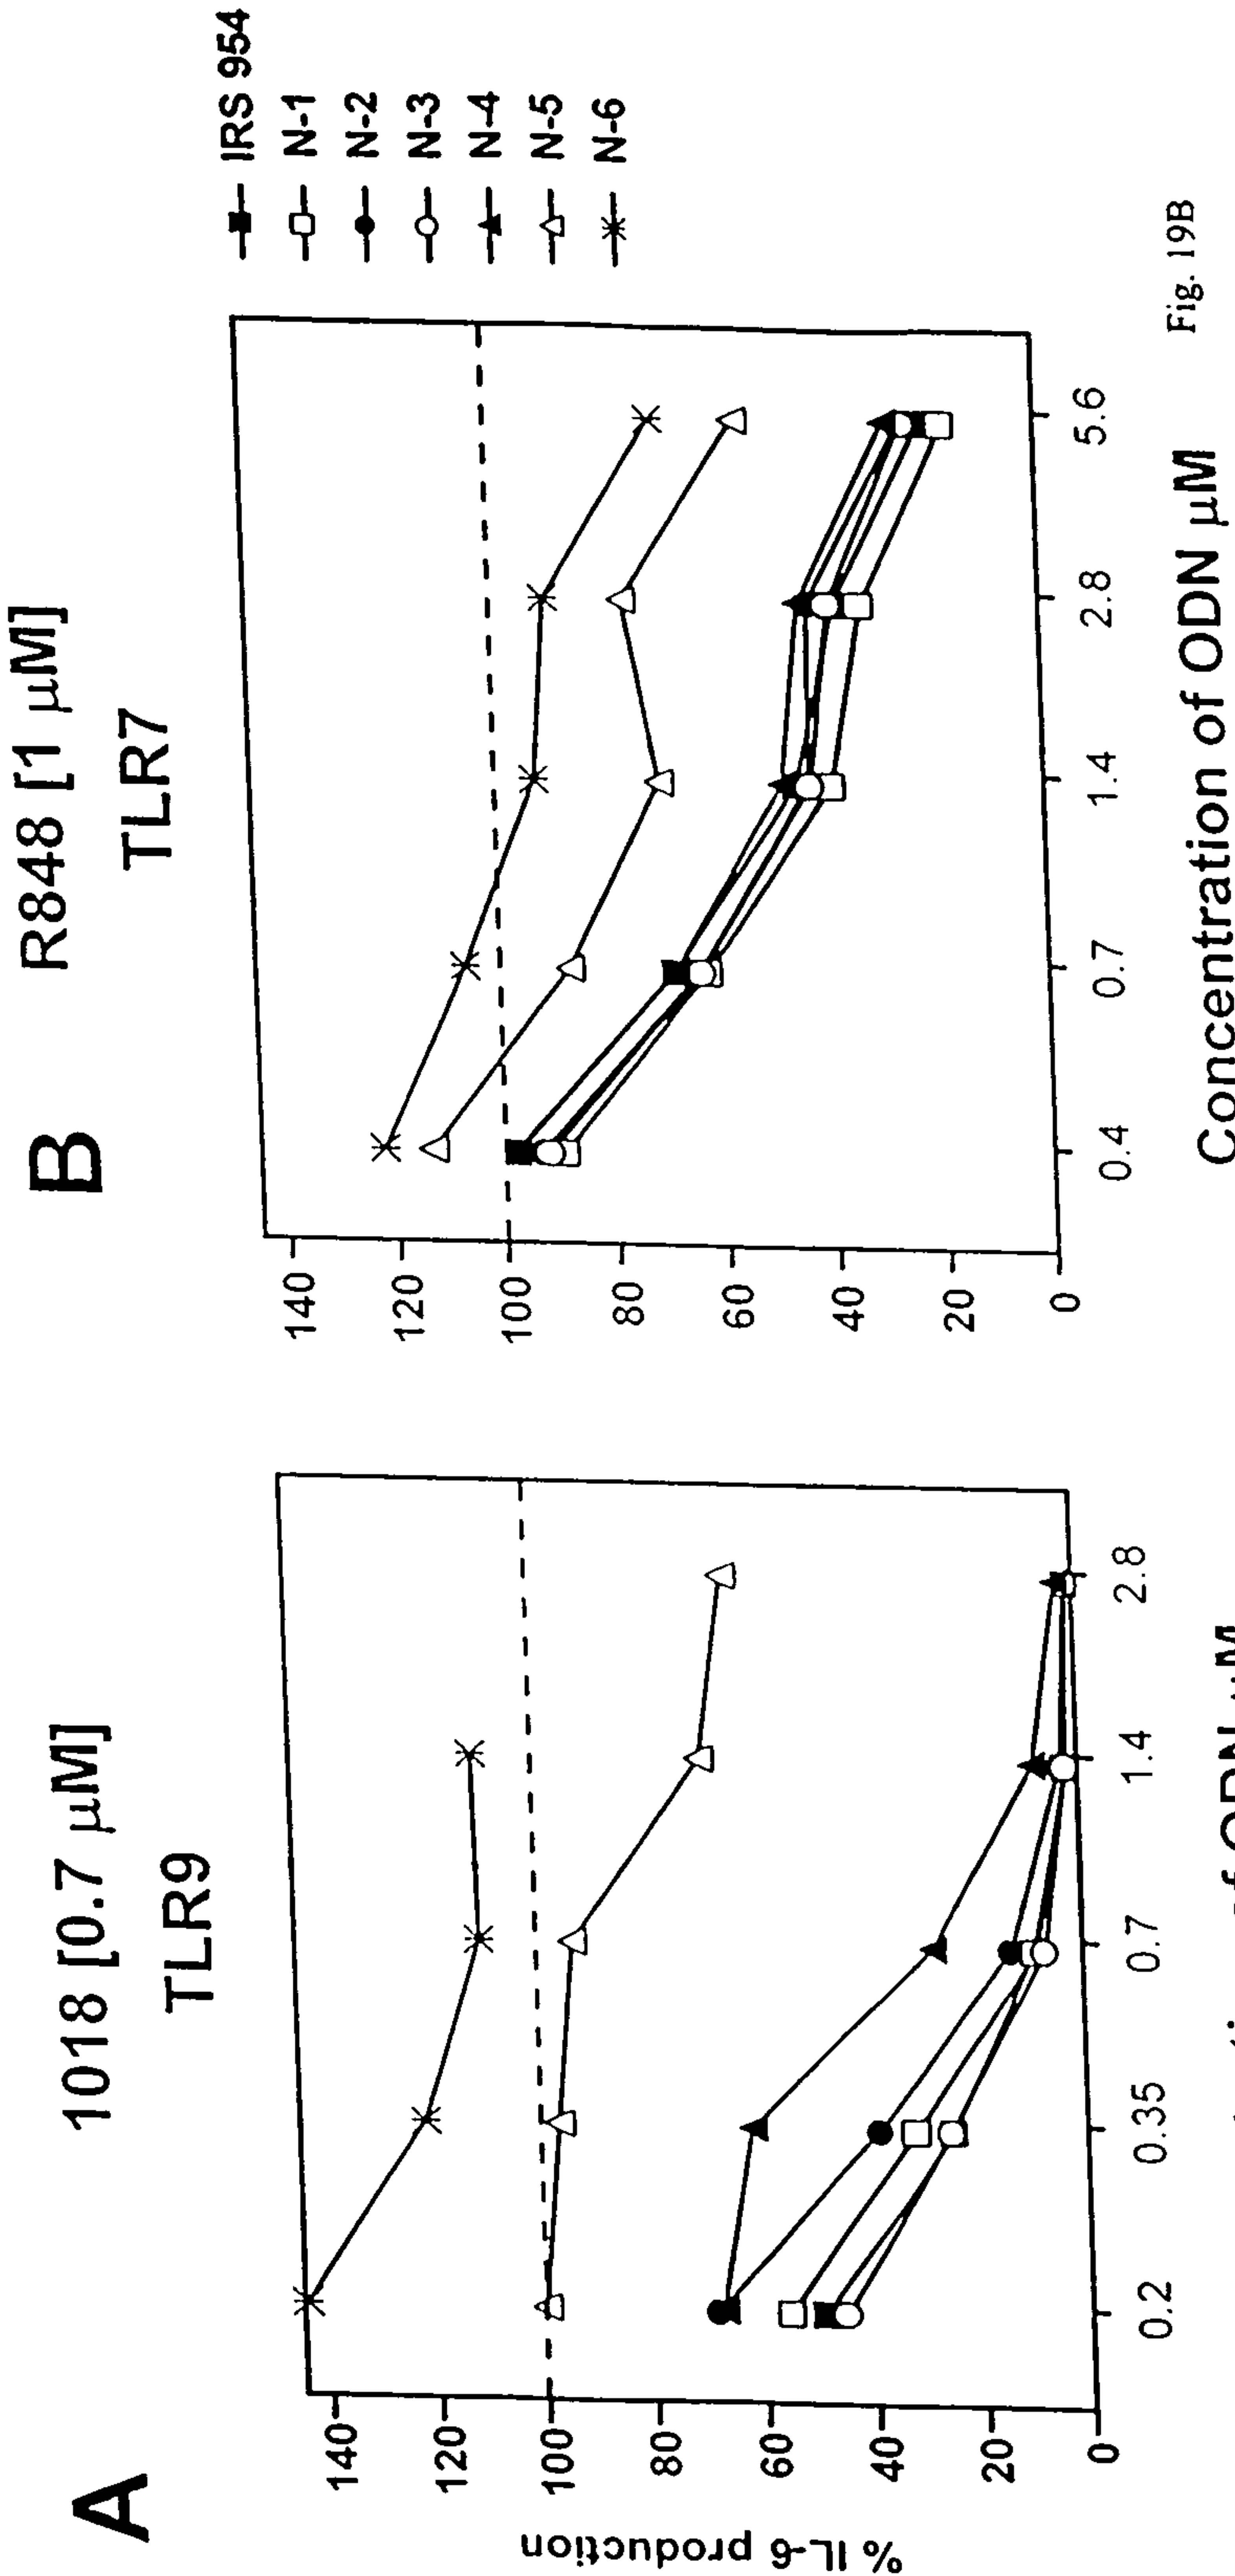 A
1018 [0.7 µM]
TLR9
% IL-6 production
140
120
100
80
60
40
20
0
0.2
0.35
0.7
1.4
2.8
of ODN µM
B
R848 [1 µM]
TLR7
140
120
100
80
60
40
20
0
0.4
0.7
1.4
2.8
5.6
Concentration of ODN µM
IRS 954
N-1
N-2
N-3
N-4
N-5
N-6
Fig. 19B